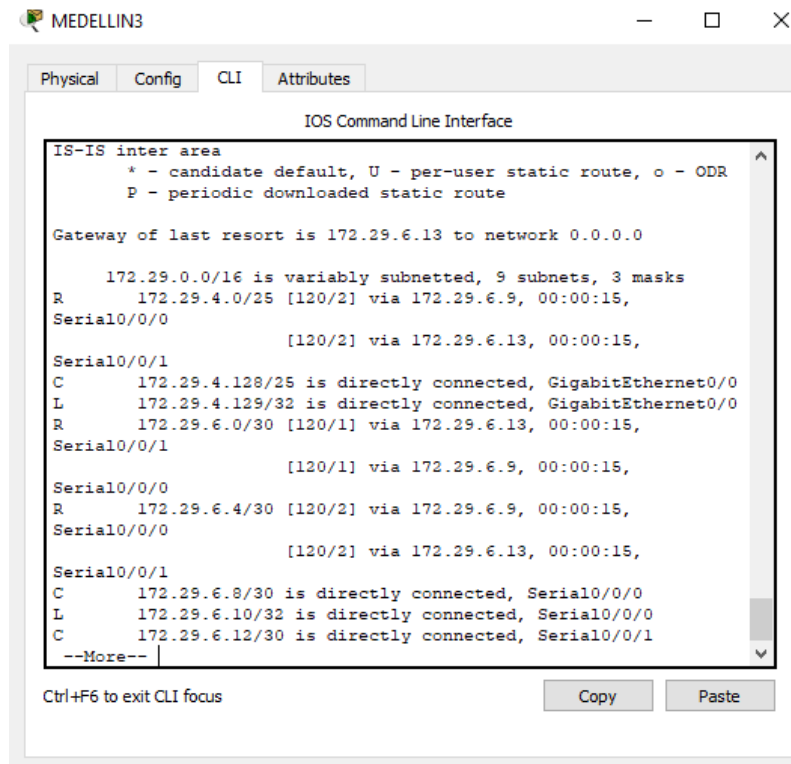 MEDELLIN3
Physical Config CLI Attributes
IOS Command Line Interface
IS-IS inter area
* - candidate default, U - per-user static route, o - ODR
P - periodic downloaded static route
Gateway of last resort is 172.29.6.13 to network 0.0.0.0
172.29.0.0/16 is variably subnetted, 9 subnets, 3 masks
R 172.29.4.0/25 [120/2] via 172.29.6.9, 00:00:15,
Serial0/0/0
[120/2] via 172.29.6.13, 00:00:15,
Serial0/0/1
C 172.29.4.128/25 is directly connected, GigabitEthernet0/0
L 172.29.4.129/32 is directly connected, GigabitEthernet0/0
R 172.29.6.0/30 [120/1] via 172.29.6.13, 00:00:15,
Serial0/0/1
[120/1] via 172.29.6.9, 00:00:15,
Serial0/0/0
R 172.29.6.4/30 [120/2] via 172.29.6.9, 00:00:15,
Serial0/0/0
[120/2] via 172.29.6.13, 00:00:15,
Serial0/0/1
C 172.29.6.8/30 is directly connected, Serial0/0/0
L 172.29.6.10/32 is directly connected, Serial0/0/0
C 172.29.6.12/30 is directly connected, Serial0/0/1
--More--
Ctrl+F6 to exit CLI focus Copy Paste